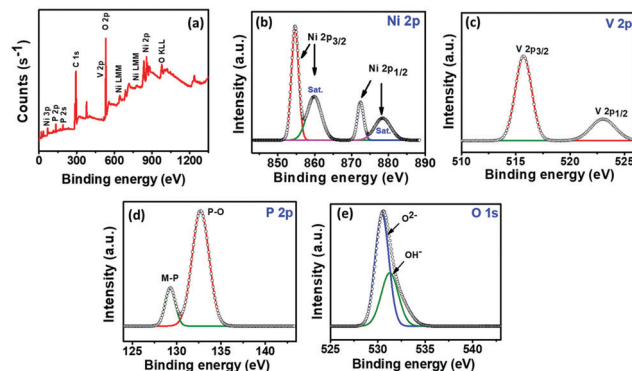 (a)
Counts (s-1)
Ni 3p
P 2p
P 2s
C 1s
V 2p
O 2p
Ni LMM
Ni LMM
Ni 2p
O KLL
0 300 600 900 1200
Binding energy (eV)
(b) Ni 2p
Intensity (a.u.)
Ni 2p3/2
Sat.
Ni 2p1/2
Sat.
850 860 870 880 890
Binding energy (eV)
(c) V 2p
Intensity (a.u.)
V 2p3/2
V 2p1/2
510 515 520 525
Binding energy (eV)
(d) P 2p
Intensity (a.u.)
P-O
M-P
125 130 135 140
Binding energy (eV)
(e) O 1s
Intensity (a.u.)
O2-
OH-
525 530 535 540
Binding energy (eV)